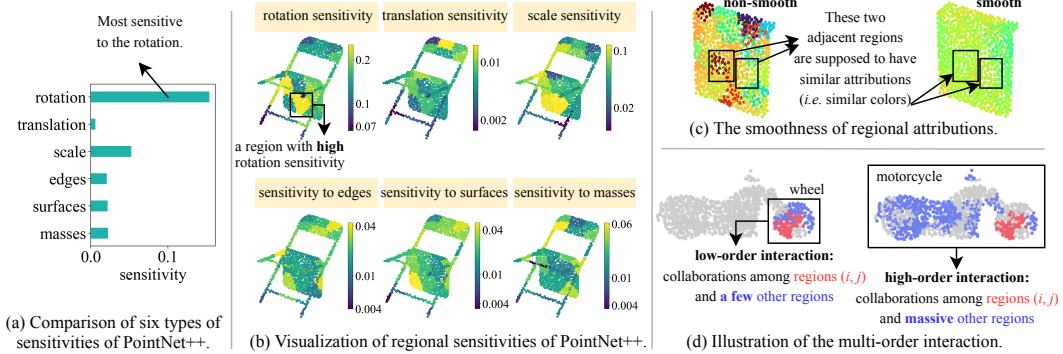 Most sensitive
to the rotation.
rotation
translation
scale
edges
surfaces
masses
0.0
0.1
sensitivity
(a) Comparison of six types of
sensitivities of PointNet++.
rotation sensitivity
translation sensitivity
scale sensitivity
0.2
0.1
0.07
0.01
0.002
0.1
0.02
a region with high
rotation sensitivity
sensitivity to edges
sensitivity to surfaces
sensitivity to masses
0.04
0.01
0.004
0.04
0.01
0.004
0.06
0.01
0.004
(b) Visualization of regional sensitivities of PointNet++.
non-smooth
smooth
These two
adjacent regions
are supposed to have
similar attributions
(i.e. similar colors)
(c) The smoothness of regional attributions.
wheel
low-order interaction:
collaborations among regions (i, j)
and a few other regions
motorcycle
high-order interaction:
collaborations among regions (i, j)
and massive other regions
(d) Illustration of the multi-order interaction.